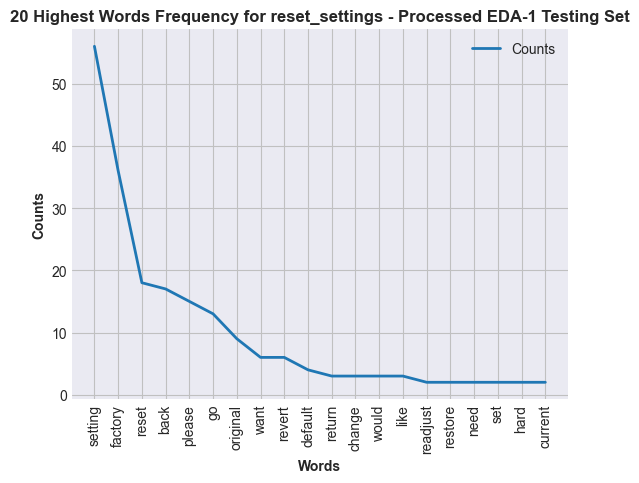 20 Highest Words Frequency for reset_settings - Processed EDA-1 Testing Set
Counts
Counts
50
40
30
20
10
0
setting
factory
reset
back
please
go
original
want
revert
default
return
change
would
like
readjust
restore
need
set
hard
current
Words